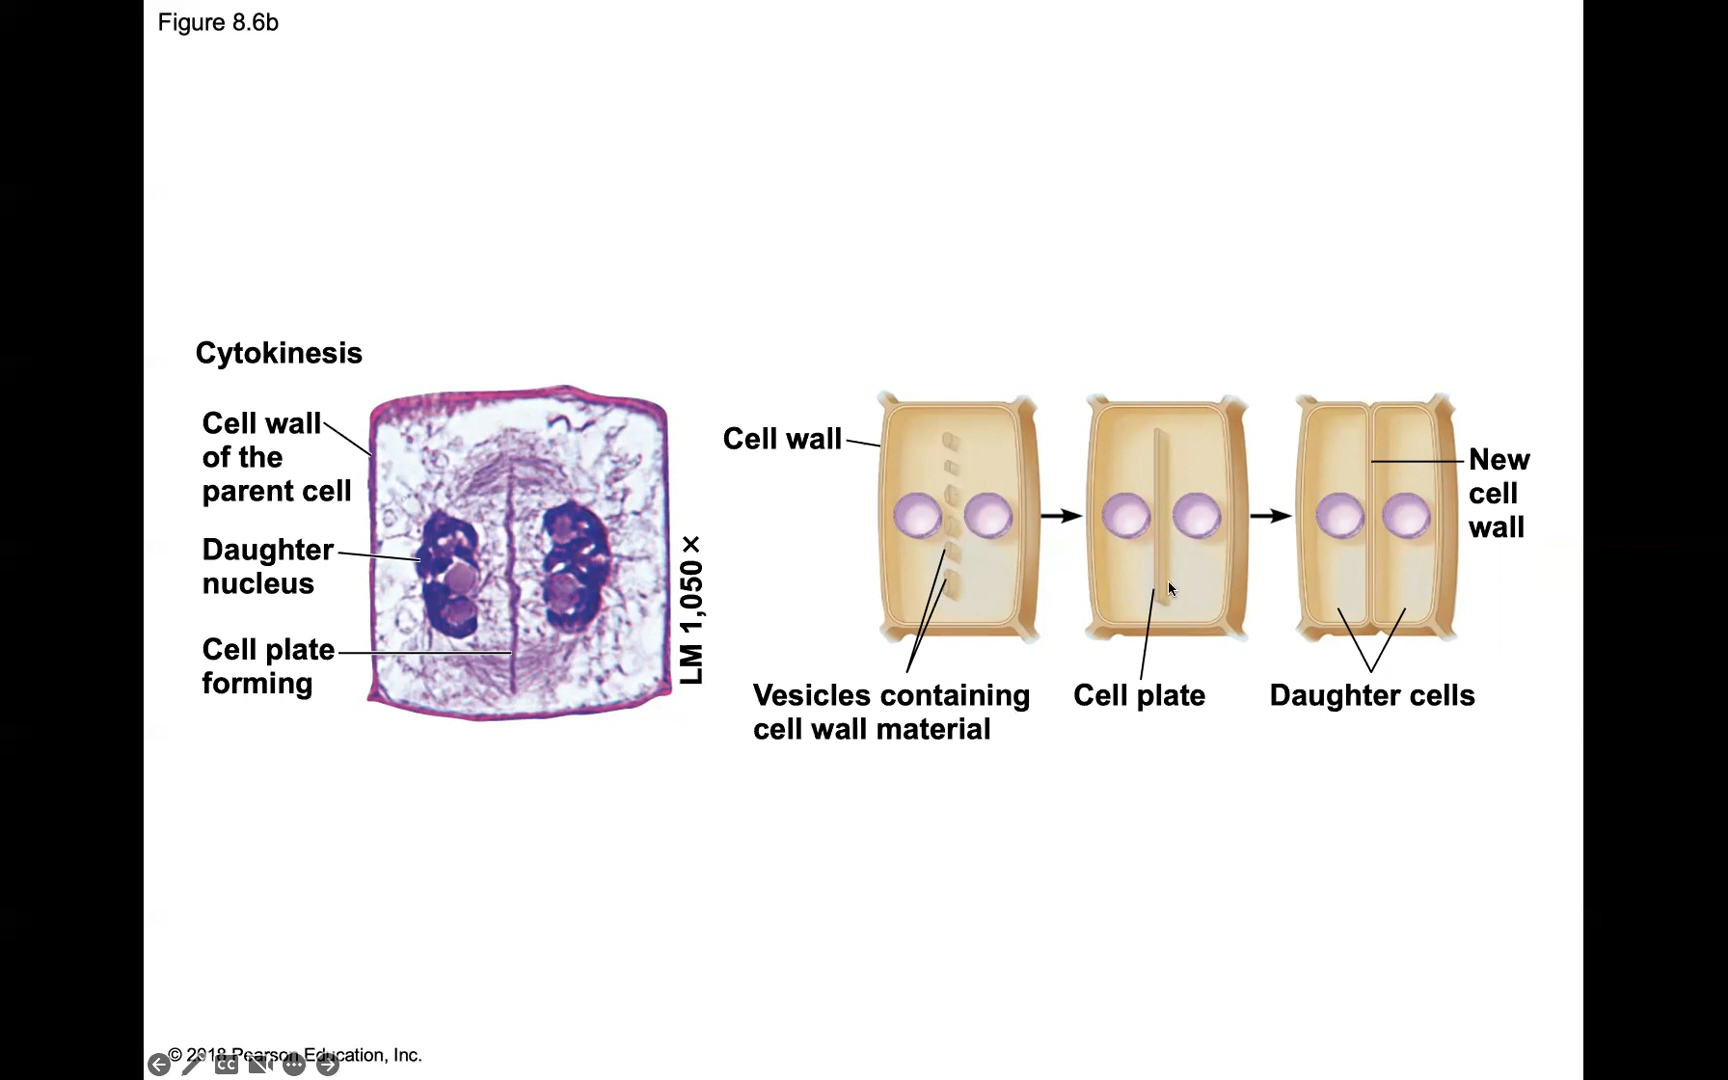 Figure 8.6b
Cytokinesis
Cell wall
of the
parent cell
Daughter
nucleus
Cell plate
forming
LM 1,050×
Cell wall
Vesicles containing
cell wall material
Cell plate
New
cell
wall
Daughter cells
© 2018 Pearson Education, Inc.
CC